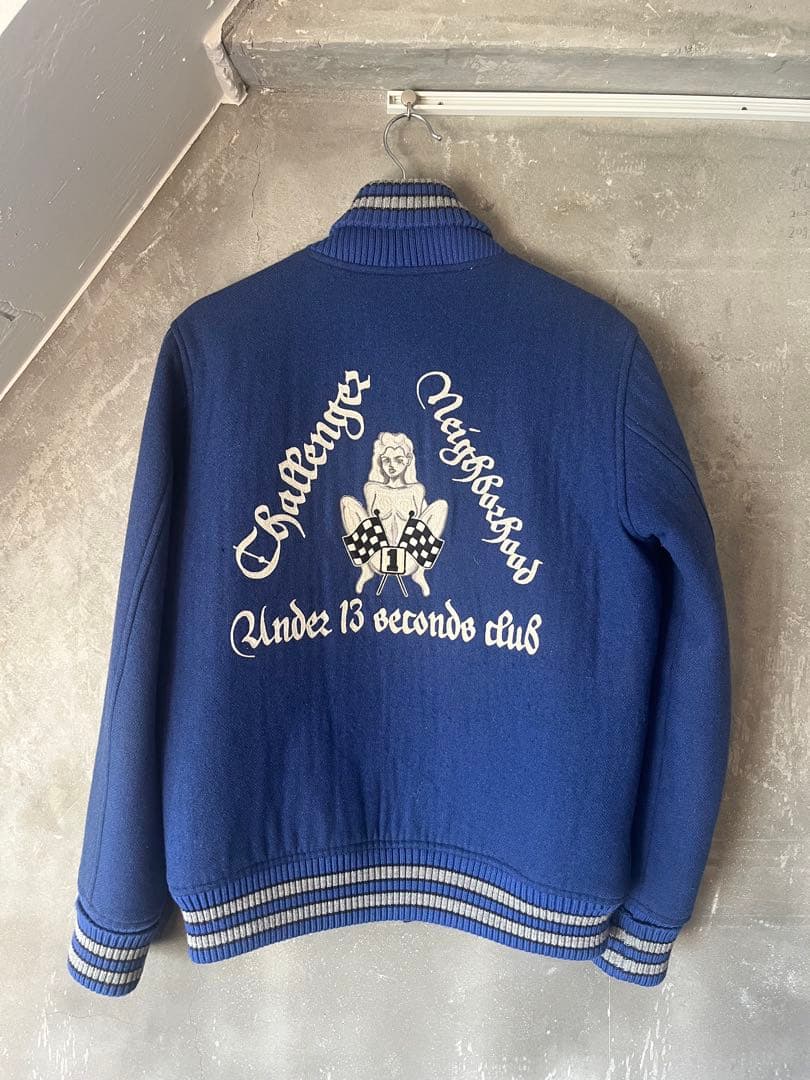 Challenger
Neighborhood
1
Under 13 seconds club